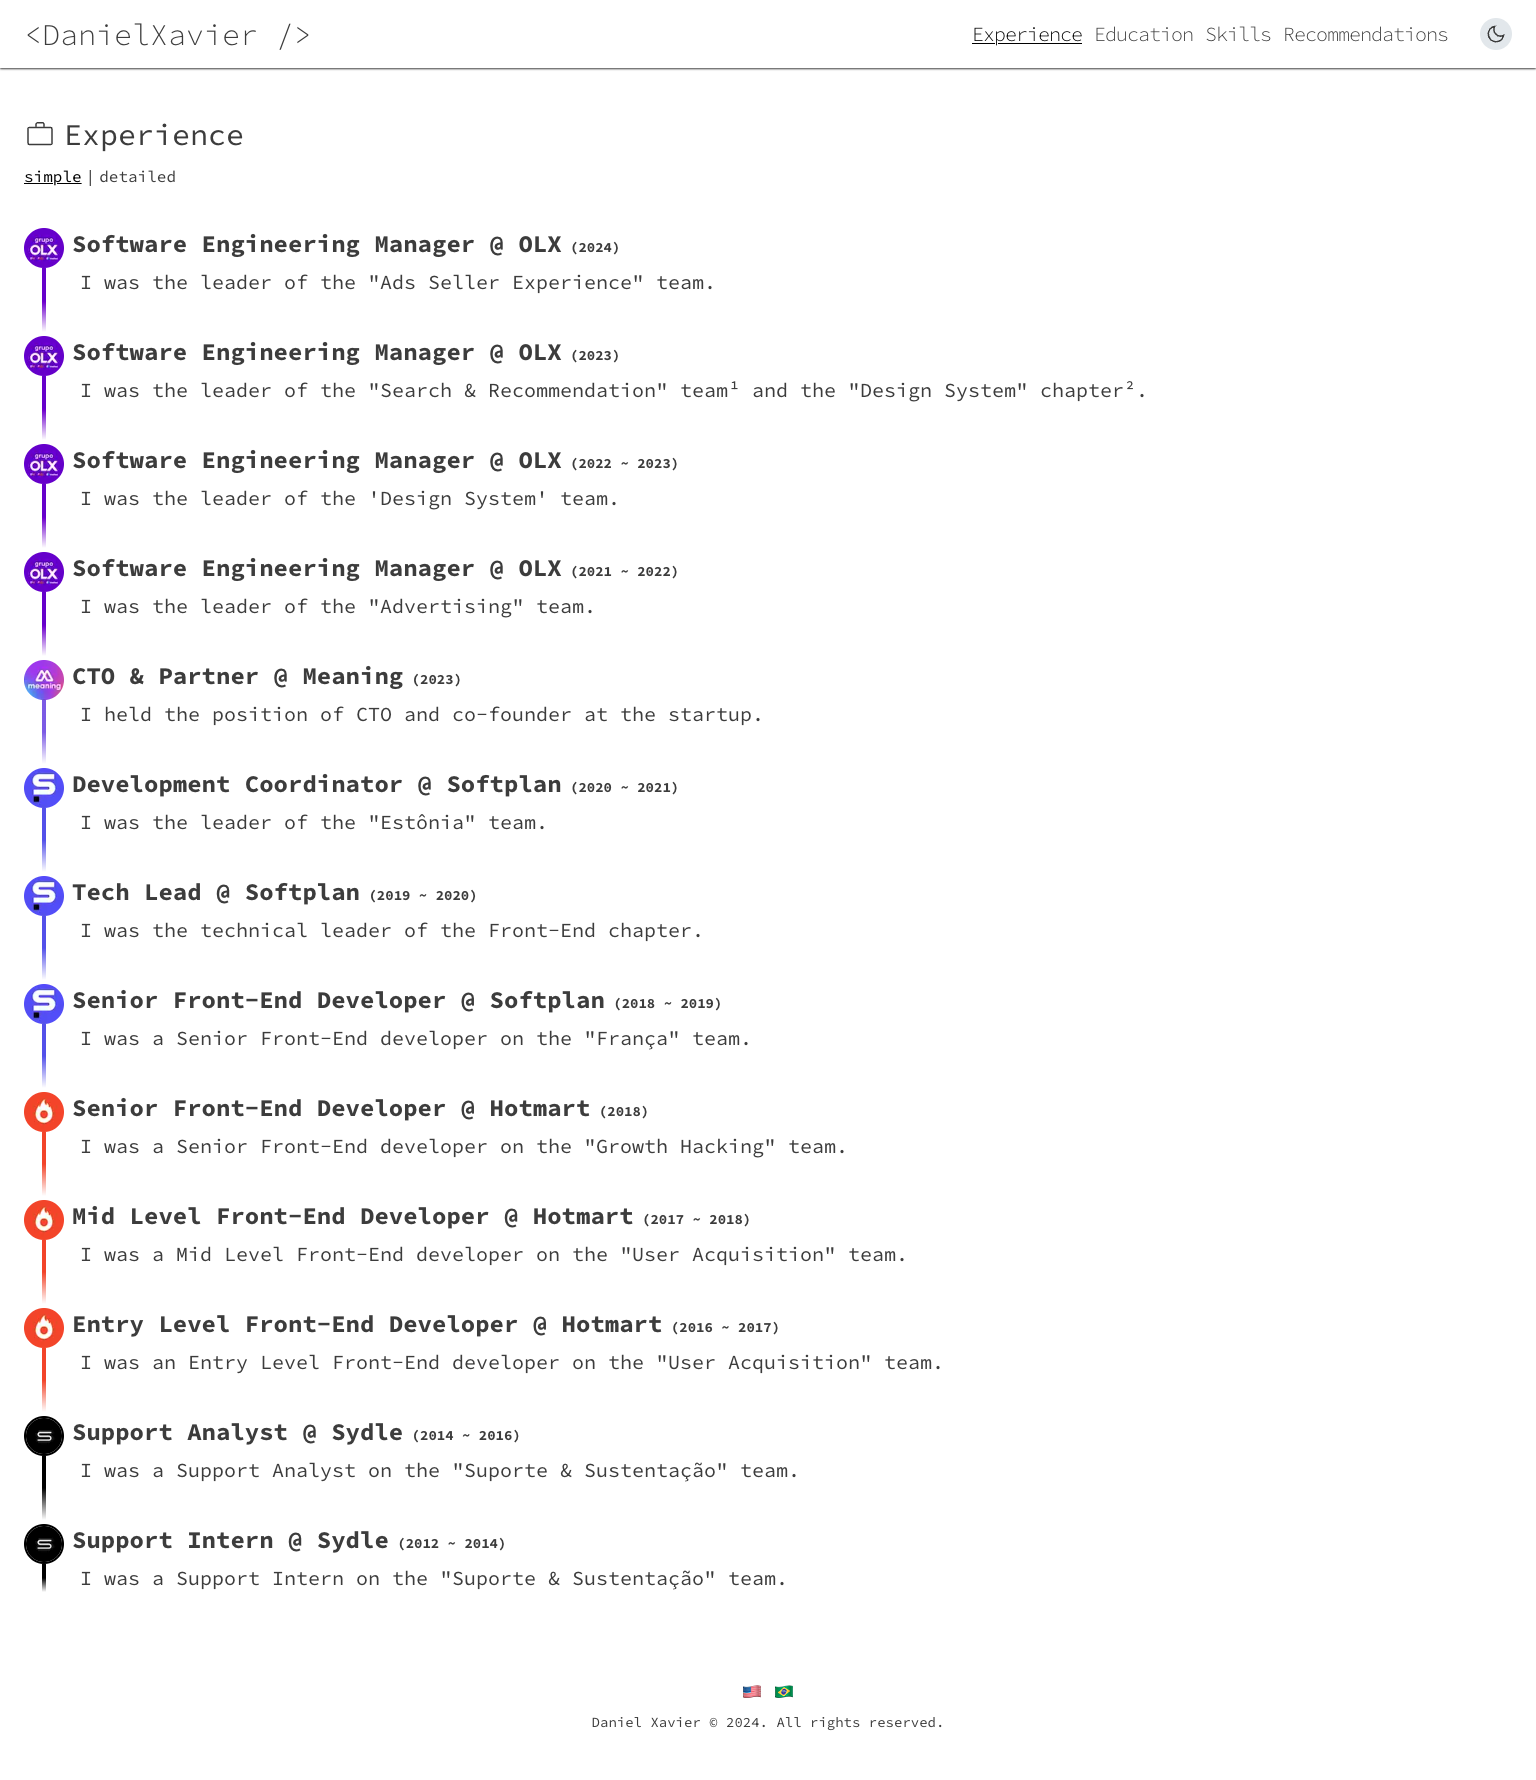 <DanielXavier />
Experience Education Skills Recommendations
Experience
simple | detailed
grupo
OLX
Software Engineering Manager @ OLX (2024)
I was the leader of the "Ads Seller Experience" team.
grupo
OLX
Software Engineering Manager @ OLX (2023)
I was the leader of the "Search & Recommendation" team¹ and the "Design System" chapter².
grupo
OLX
Software Engineering Manager @ OLX (2022 ~ 2023)
I was the leader of the 'Design System' team.
grupo
OLX
Software Engineering Manager @ OLX (2021 ~ 2022)
I was the leader of the "Advertising" team.
meaning
CTO & Partner @ Meaning (2023)
I held the position of CTO and co-founder at the startup.
Development Coordinator @ Softplan (2020 ~ 2021)
I was the leader of the "Estônia" team.
Tech Lead @ Softplan (2019 ~ 2020)
I was the technical leader of the Front-End chapter.
Senior Front-End Developer @ Softplan (2018 ~ 2019)
I was a Senior Front-End developer on the "França" team.
Senior Front-End Developer @ Hotmart (2018)
I was a Senior Front-End developer on the "Growth Hacking" team.
Mid Level Front-End Developer @ Hotmart (2017 ~ 2018)
I was a Mid Level Front-End developer on the "User Acquisition" team.
Entry Level Front-End Developer @ Hotmart (2016 ~ 2017)
I was an Entry Level Front-End developer on the "User Acquisition" team.
Support Analyst @ Sydle (2014 ~ 2016)
I was a Support Analyst on the "Suporte & Sustentação" team.
Support Intern @ Sydle (2012 ~ 2014)
I was a Support Intern on the "Suporte & Sustentação" team.
Daniel Xavier © 2024. All rights reserved.